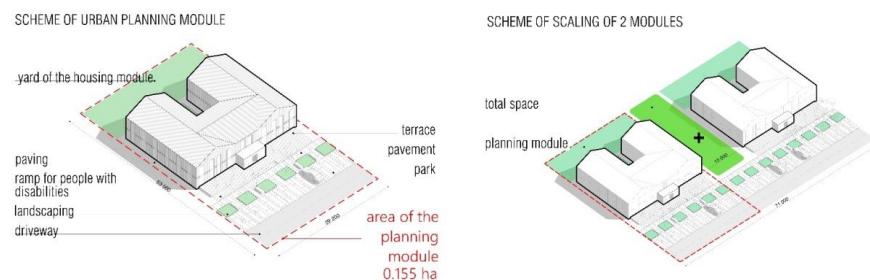 SCHEME OF URBAN PLANNING MODULE
yard of the housing module.
paving
ramp for people with
disabilities
landscaping
driveway
terrace
pavement
park
area of the
planning
module
0.155 ha
SCHEME OF SCALING OF 2 MODULES
total space
planning module
71.000